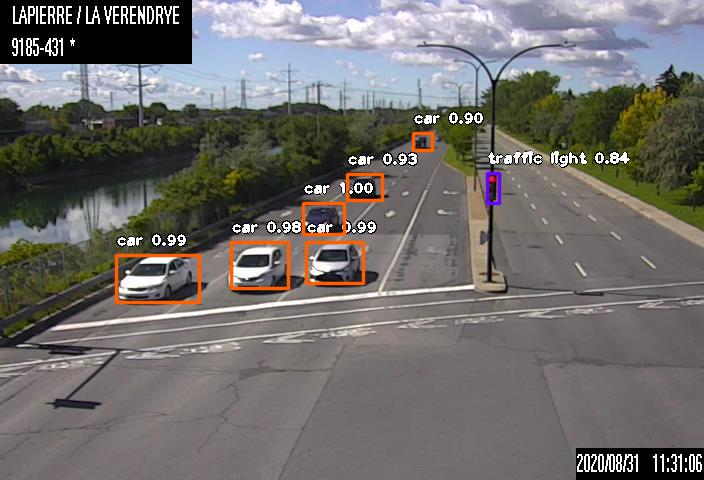 LAPIERRE / LA VERENDRYE
9185-431 *
car 0.90
traffic light 0.84
car 0.93
car 1.00
car 0.99
car 0.98
car 0.99
2020/08/31 11:31:06